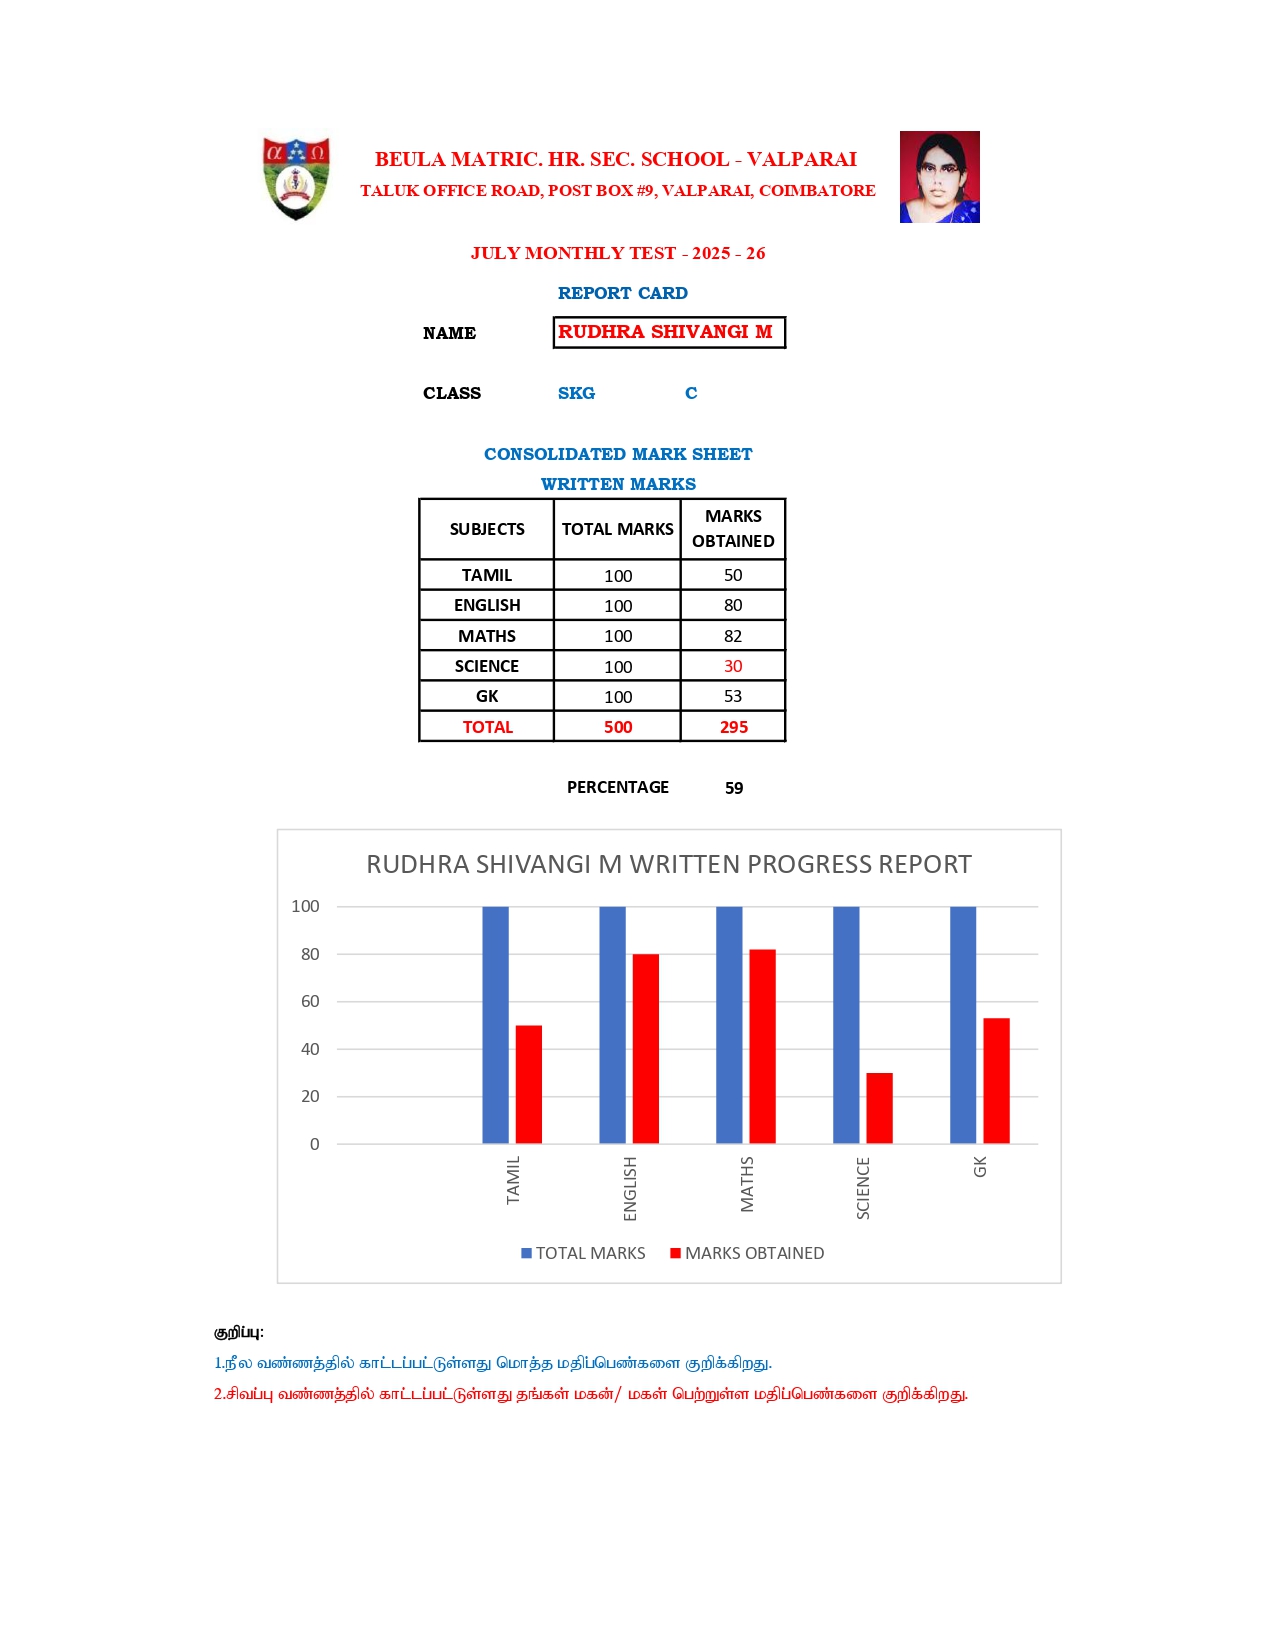 α Ω
BEULA MATRIC. HR. SEC. SCHOOL - VALPARAI
TALUK OFFICE ROAD, POST BOX #9, VALPARAI, COIMBATORE
JULY MONTHLY TEST - 2025 - 26
REPORT CARD
NAME RUDHRA SHIVANGI M
CLASS SKG C
CONSOLIDATED MARK SHEET
WRITTEN MARKS
SUBJECTS TOTAL MARKS MARKS OBTAINED
TAMIL 100 50
ENGLISH 100 80
MATHS 100 82
SCIENCE 100 30
GK 100 53
TOTAL 500 295
PERCENTAGE 59
RUDHRA SHIVANGI M WRITTEN PROGRESS REPORT
100
80
60
40
20
0
TAMIL ENGLISH MATHS SCIENCE GK
TOTAL MARKS MARKS OBTAINED
குறிப்பு:
1.நீல வண்ணத்தில் காட்டப்பட்டுள்ளது மொத்த மதிப்பெண்களை குறிக்கிறது.
2.சிவப்பு வண்ணத்தில் காட்டப்பட்டுள்ளது தங்கள் மகன்/ மகள் பெற்றுள்ள மதிப்பெண்களை குறிக்கிறது.